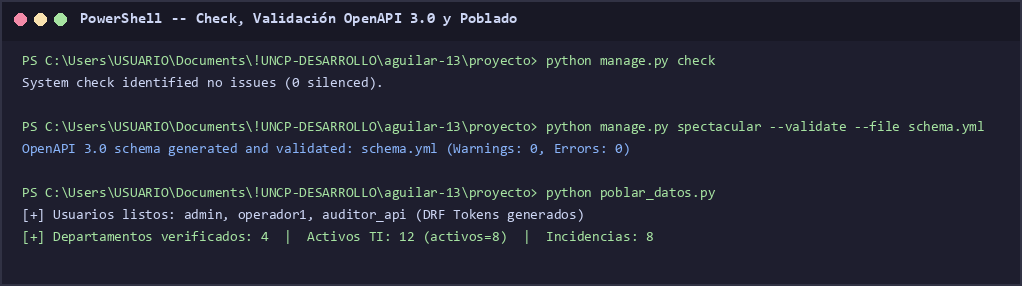 PowerShell -- Check, Validación OpenAPI 3.0 y Poblado
PS C:\Users\USUARIO\Documents\!UNCP-DESARROLLO\aguilar-13\proyecto> python manage.py check
System check identified no issues (0 silenced).
PS C:\Users\USUARIO\Documents\!UNCP-DESARROLLO\aguilar-13\proyecto> python manage.py spectacular --validate --file schema.yml
OpenAPI 3.0 schema generated and validated: schema.yml (Warnings: 0, Errors: 0)
PS C:\Users\USUARIO\Documents\!UNCP-DESARROLLO\aguilar-13\proyecto> python poblar_datos.py
[+] Usuarios listos: admin, operador1, auditor_api (DRF Tokens generados)
[+] Departamentos verificados: 4 | Activos TI: 12 (activos=8) | Incidencias: 8